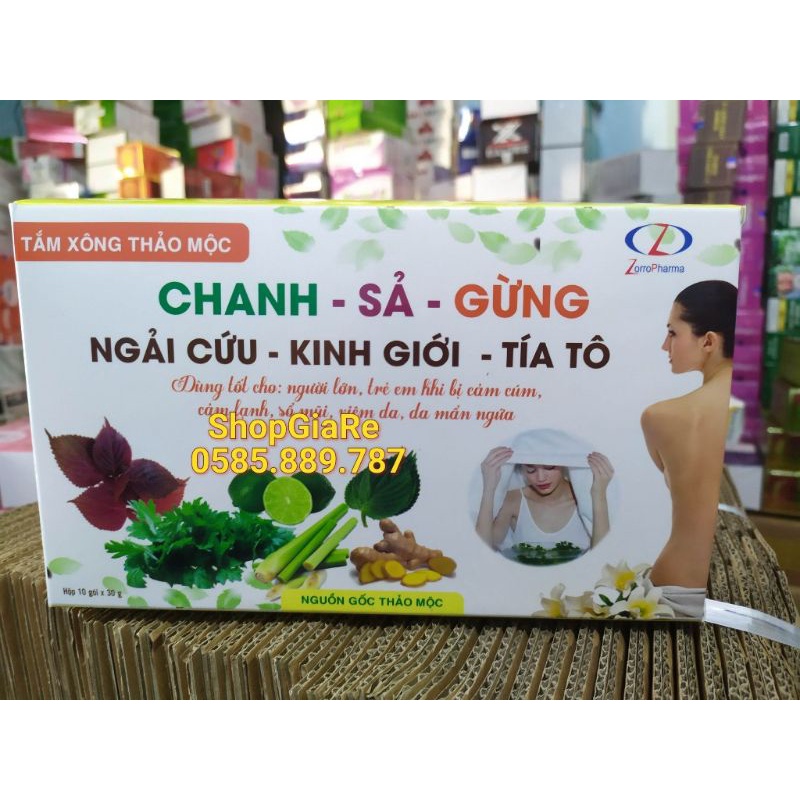 TẮM XÔNG THẢO MỘC
ZorroPharma
CHANH - SẢ - GỪNG
NGẢI CỨU - KINH GIỚI - TÍA TÔ
Dùng tốt cho: người lớn, trẻ em khi bị cảm cúm,
cảm lạnh, sổ mũi, viêm da, da mẩn ngứa
ShopGiaRe
0585.889.787
Hộp 10 gói x 30 g
NGUỒN GỐC THẢO MỘC